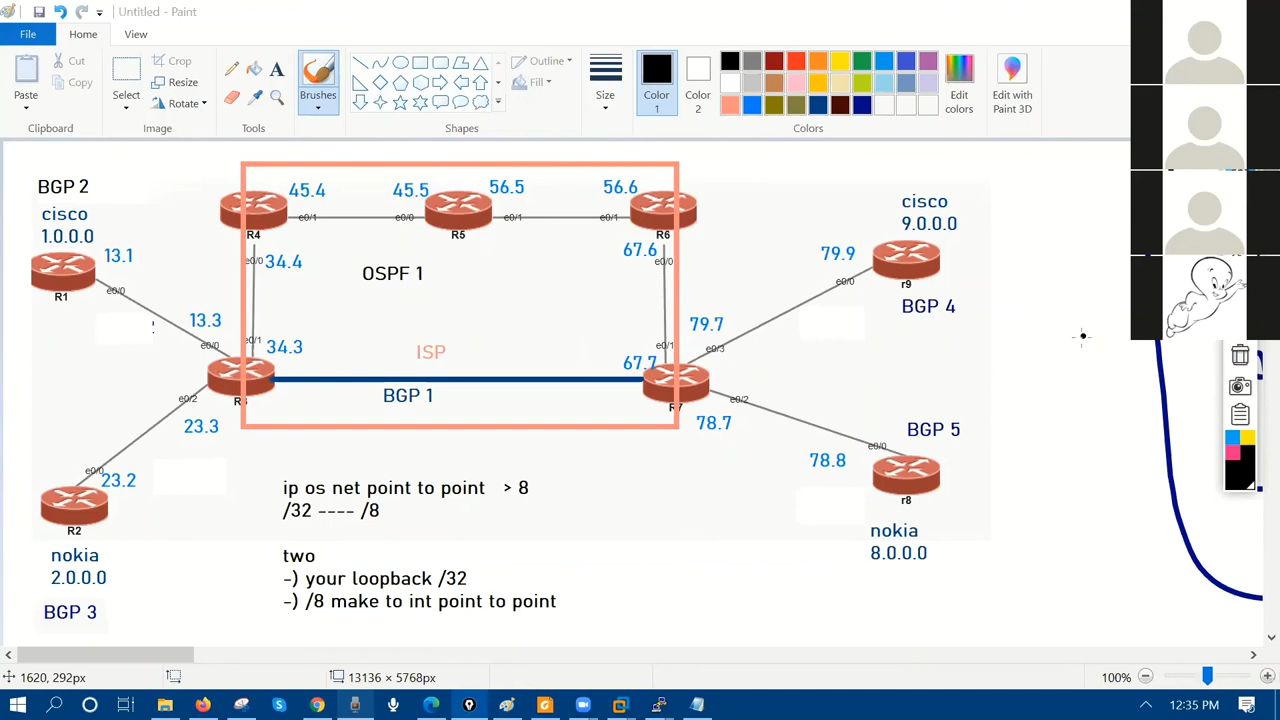 Untitled - Paint
File
Home
View
Paste
Cut
Copy
Clipboard
Select
Crop
Resize
Rotate
Image
Tools
Brushes
Shapes
Outline
Fill
Size
Color
1
Color
2
Colors
Edit
colors
Edit with
Paint 3D
BGP 2
cisco
1.0.0.0
13.1
R1
e0/0
13.3
e0/0
45.4
e0/1
R4
e0/0
34.4
45.5
e0/0
R5
56.5
e0/1
56.6
e0/1
R6
67.6
e0/0
OSPF 1
e0/1
34.3
ISP
BGP 1
67.7
e0/1
R7
79.7
e0/3
79.9
e0/0
cisco
9.0.0.0
r9
BGP 4
e0/2
23.3
e0/0
23.2
R2
nokia
2.0.0.0
BGP 3
e0/2
78.7
78.8
e0/0
BGP 5
r8
nokia
8.0.0.0
ip os net point to point > 8
/32 ---- /8
two
-) your loopback /32
-) /8 make to int point to point
1620, 292px
13136 × 5768px
100%
12:35 PM